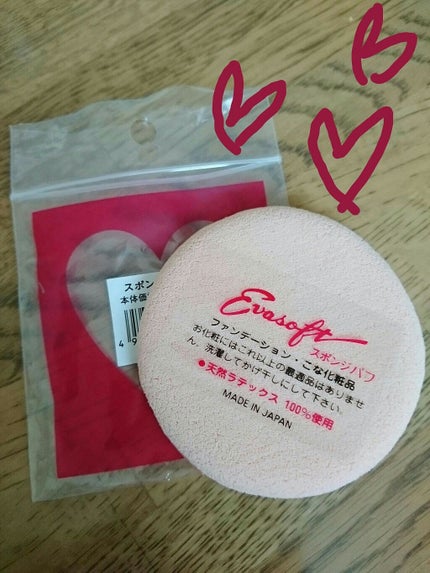 スポン
本体価
4 9
Evasoft
スポンジパフ
ファンデーション・こな化粧品
お化粧にはこれ以上の最適品はありませ
ん。洗濯してかげ干しにして下さい。
●天然ラテックス 100%使用
MADE IN JAPAN